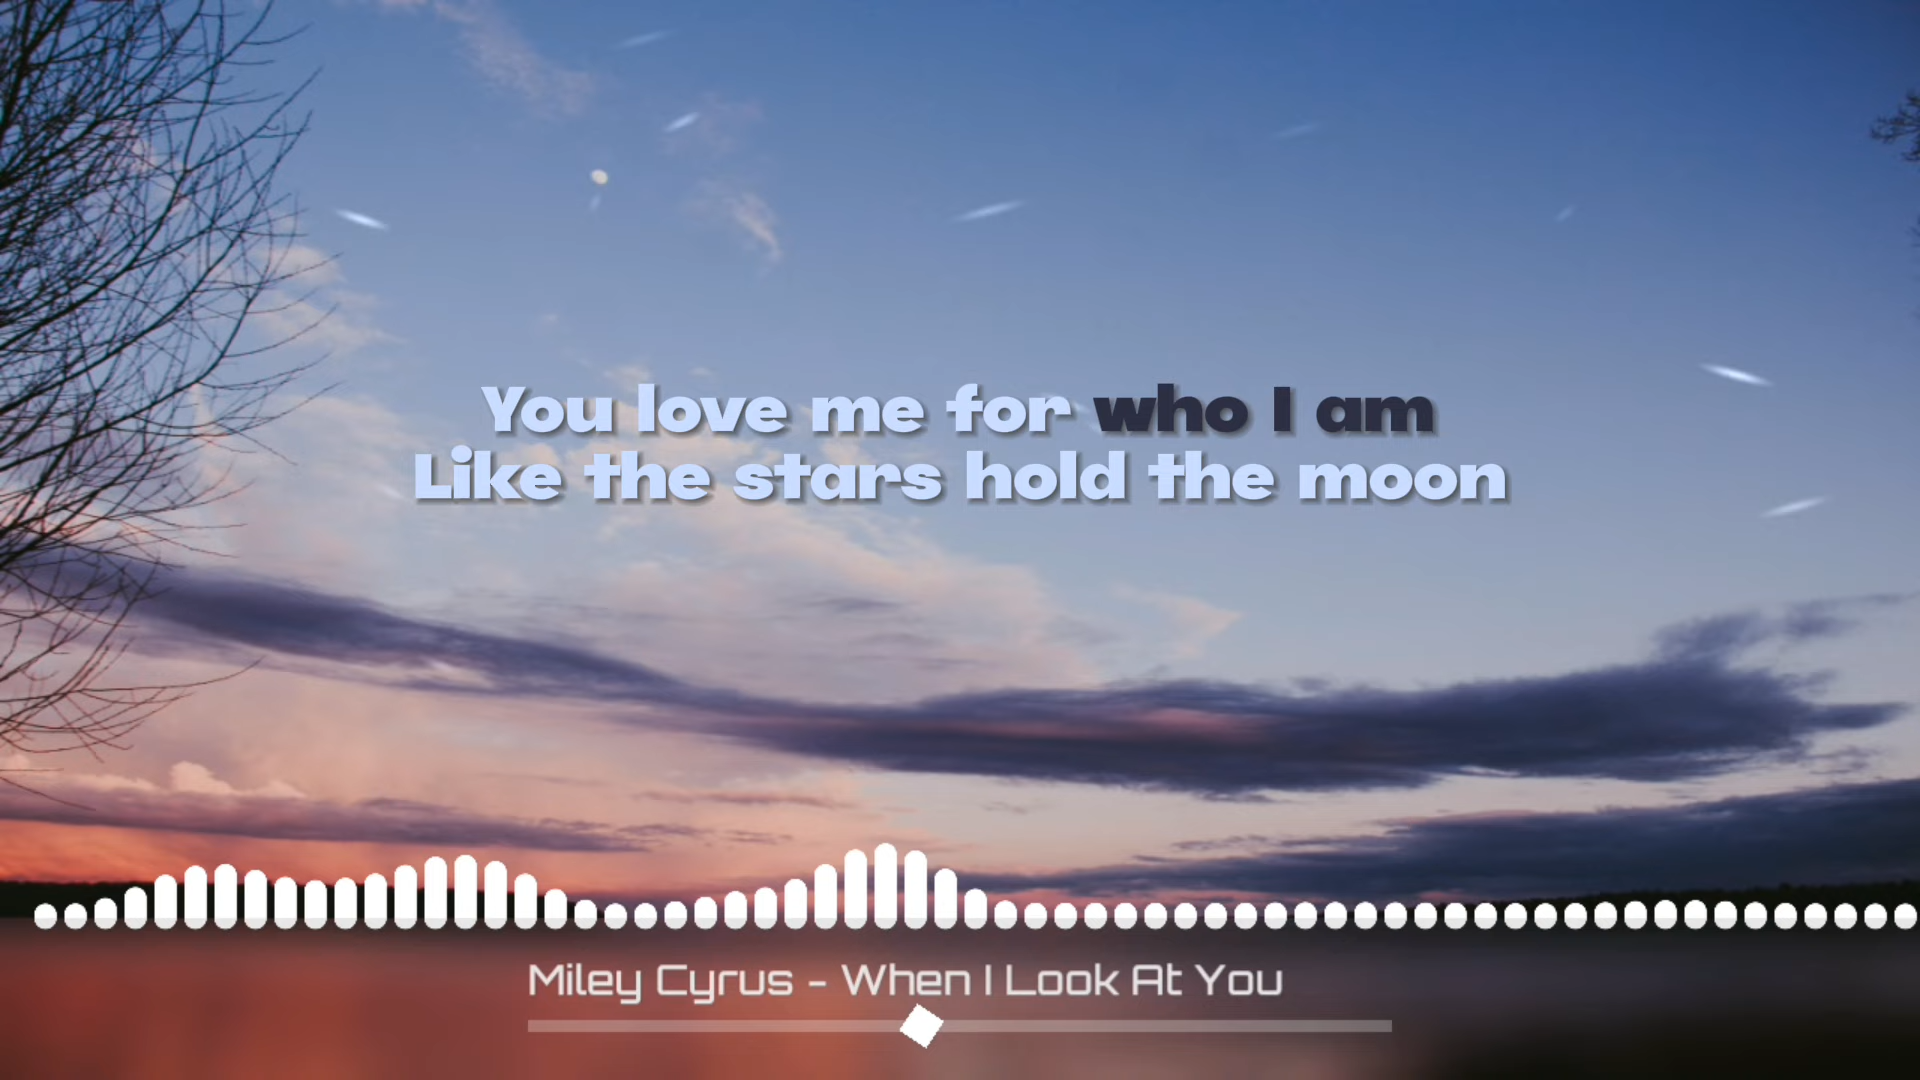 You love me for who I am
Like the stars hold the moon
Miley Cyrus - When I Look At You